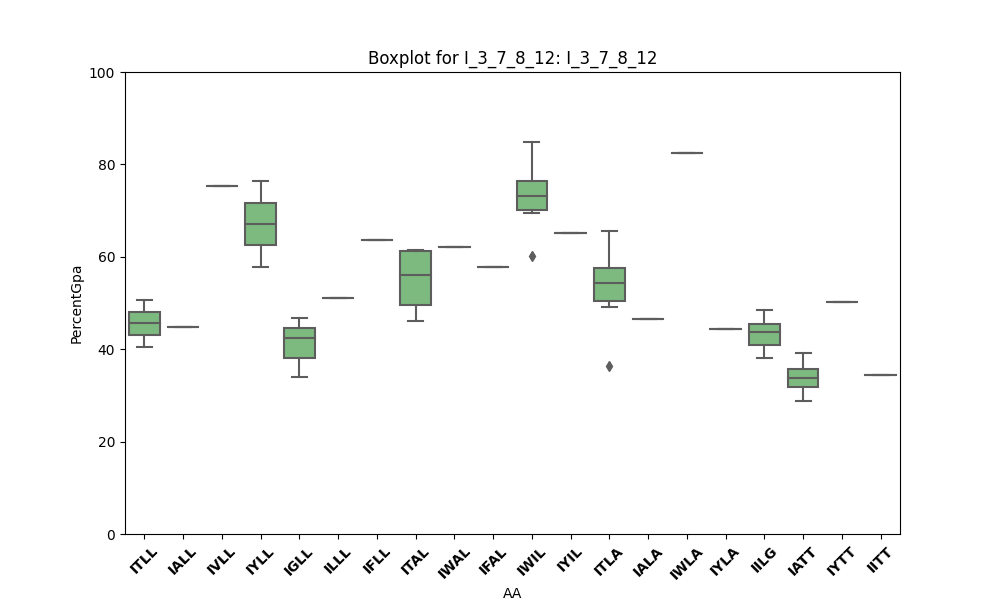 Boxplot for I_3_7_8_12: I_3_7_8_12
100
80
60
40
20
0
PercentGpa
ITLL IALL IVLL IYLL IGLL ILLL IFLL ITAL IWAL IFAL IWIL IYIL ITLA IALA IWLA IYLA IILG IATT IYTT IITT
AA